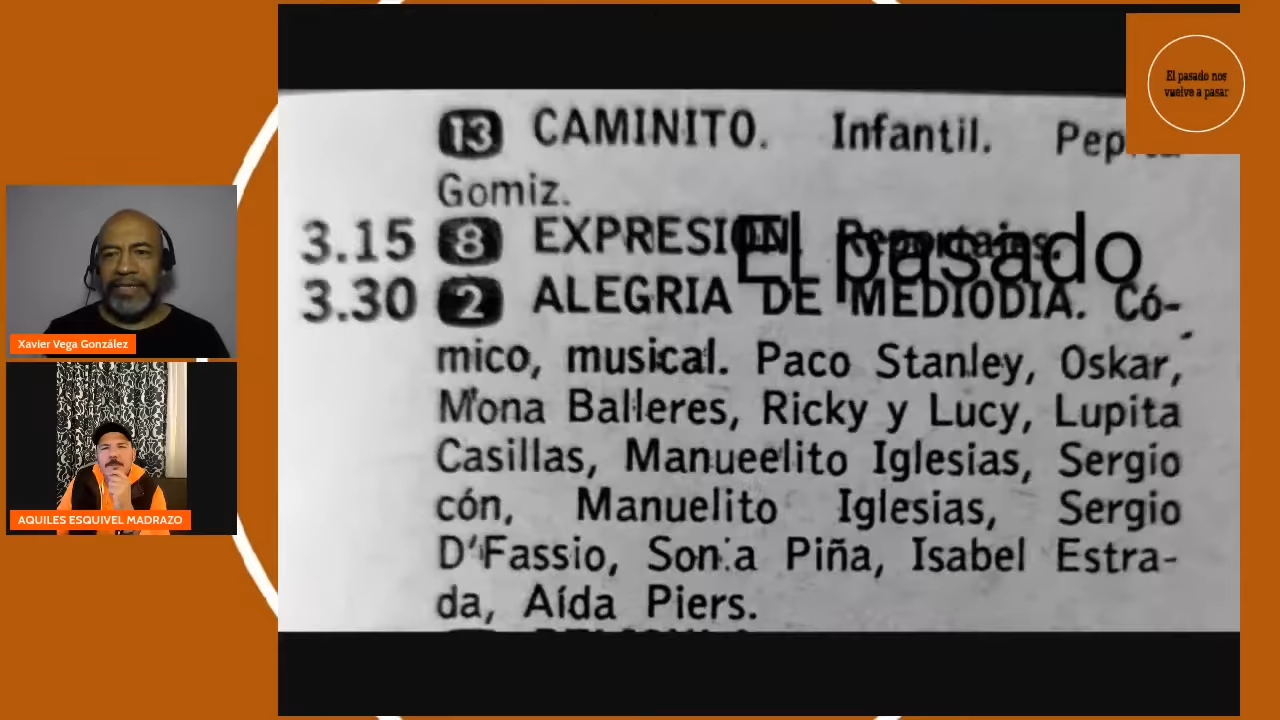 El pasado nos
vuelve a pasar
13 CAMINITO. Infantil.
Gomiz.
3.15 8 EXPRESION. Reportajes.
El pasado
3.30 2 ALEGRIA DE MEDIODIA. Có-
mico, musical. Paco Stanley, Oskar,
Mona Balleres, Ricky y Lucy, Lupita
Casillas, Manueelito Iglesias, Sergio
cón, Manuelito Iglesias, Sergio
D'Fassio, Sonia Piña, Isabel Estra-
da, Aída Piers.
Xavier Vega González
AQUILES ESQUIVEL MADRAZO